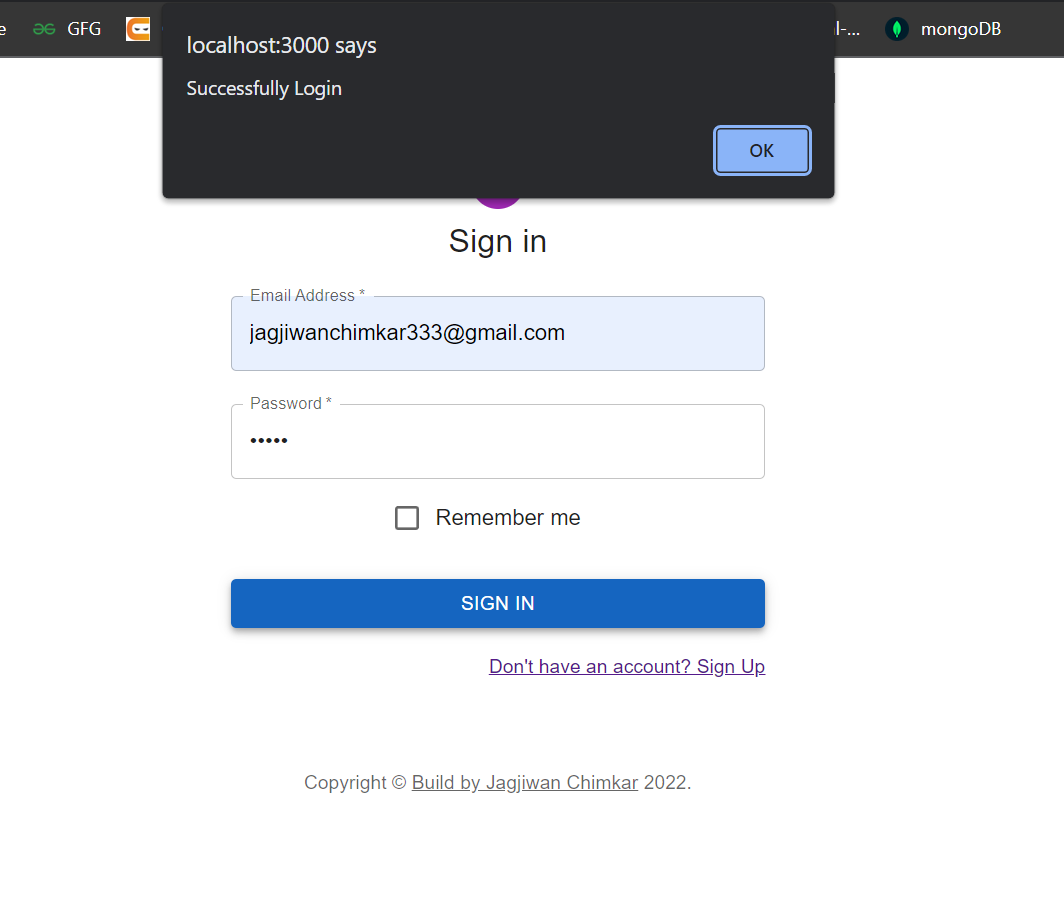 e GFG l-... mongoDB
localhost:3000 says
Successfully Login
OK
Sign in
Email Address *
jagjiwanchimkar333@gmail.com
Password *
•••••
Remember me
SIGN IN
Don't have an account? Sign Up
Copyright © Build by Jagjiwan Chimkar 2022.